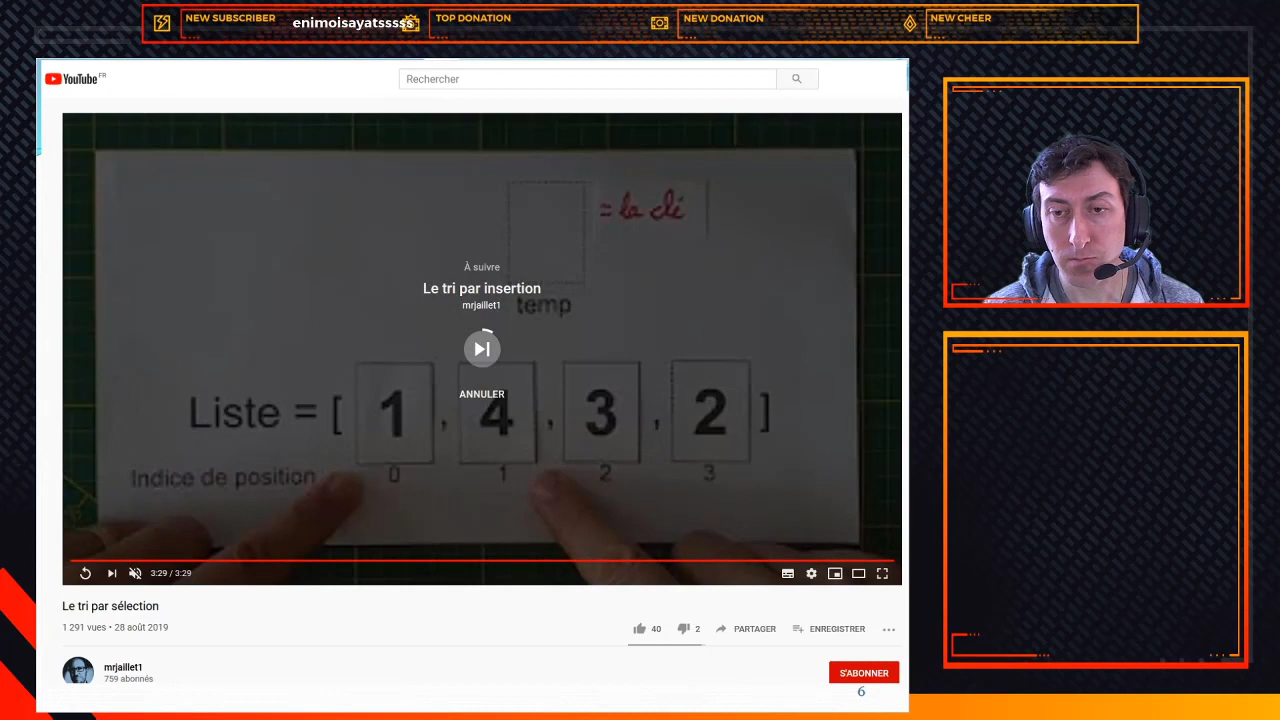 NEW SUBSCRIBER
enimoisayatsssss
TOP DONATION
NEW DONATION
NEW CHEER
YouTube FR
Rechercher
= la clé
À suivre
Le tri par insertion
mrjaillet1
temp
ANNULER
Liste = [ 1 , 4 , 3 , 2 ]
Indice de position 0 1 2 3
3:29 / 3:29
Le tri par sélection
1 291 vues • 28 août 2019
40 2 PARTAGER ENREGISTRER
mrjaillet1
759 abonnés
S'ABONNER
6